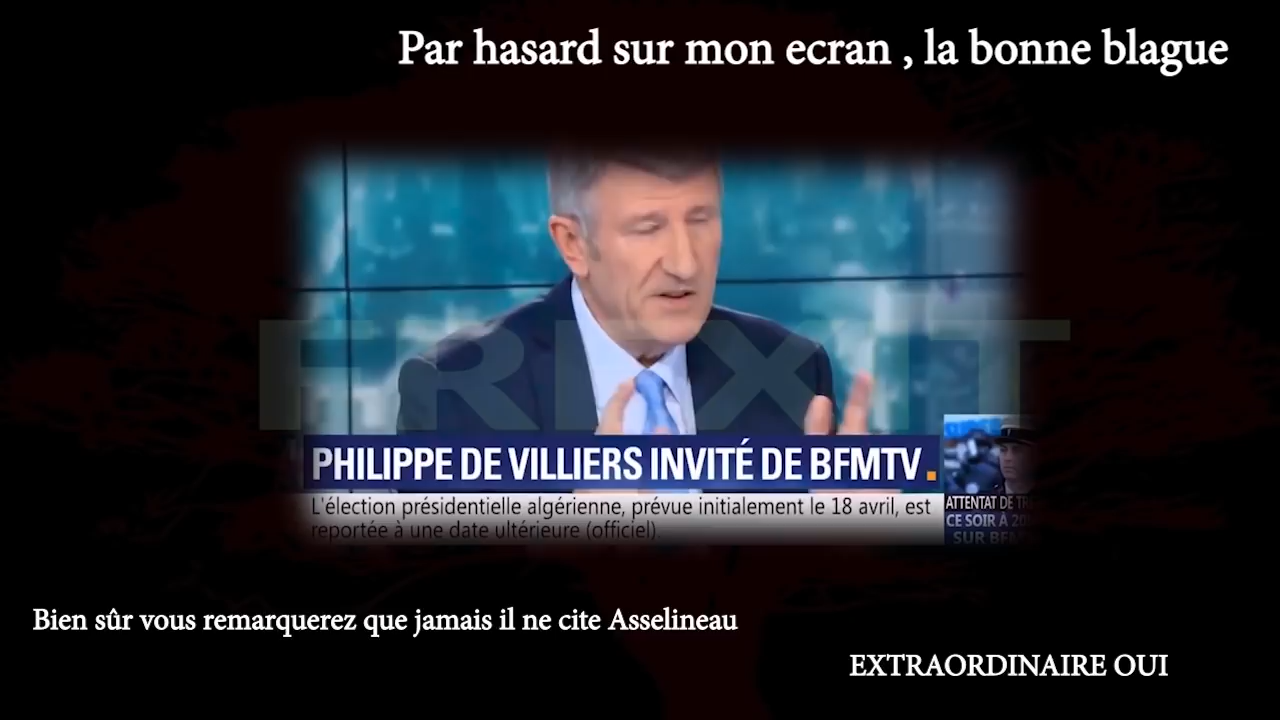 Par hasard sur mon ecran , la bonne blague
FREXIT
PHILIPPE DE VILLIERS INVITÉ DE BFMTV.
L'élection présidentielle algérienne, prévue initialement le 18 avril, est
reportée à une date ultérieure (officiel).
ATTENTAT DE
CE SOIR À
SUR
Bien sûr vous remarquerez que jamais il ne cite Asselineau
EXTRAORDINAIRE OUI